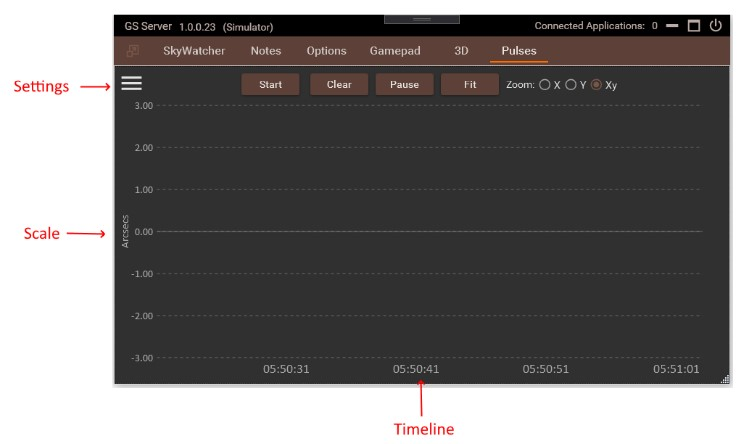 GS Server 1.0.0.23 (Simulator) Connected Applications: 0
SkyWatcher Notes Options Gamepad 3D Pulses
Settings
Start Clear Pause Fit Zoom: X Y Xy
3.00
2.00
1.00
Scale
Arcsecs
0.00
-1.00
-2.00
-3.00
05:50:31 05:50:41 05:50:51 05:51:01
Timeline